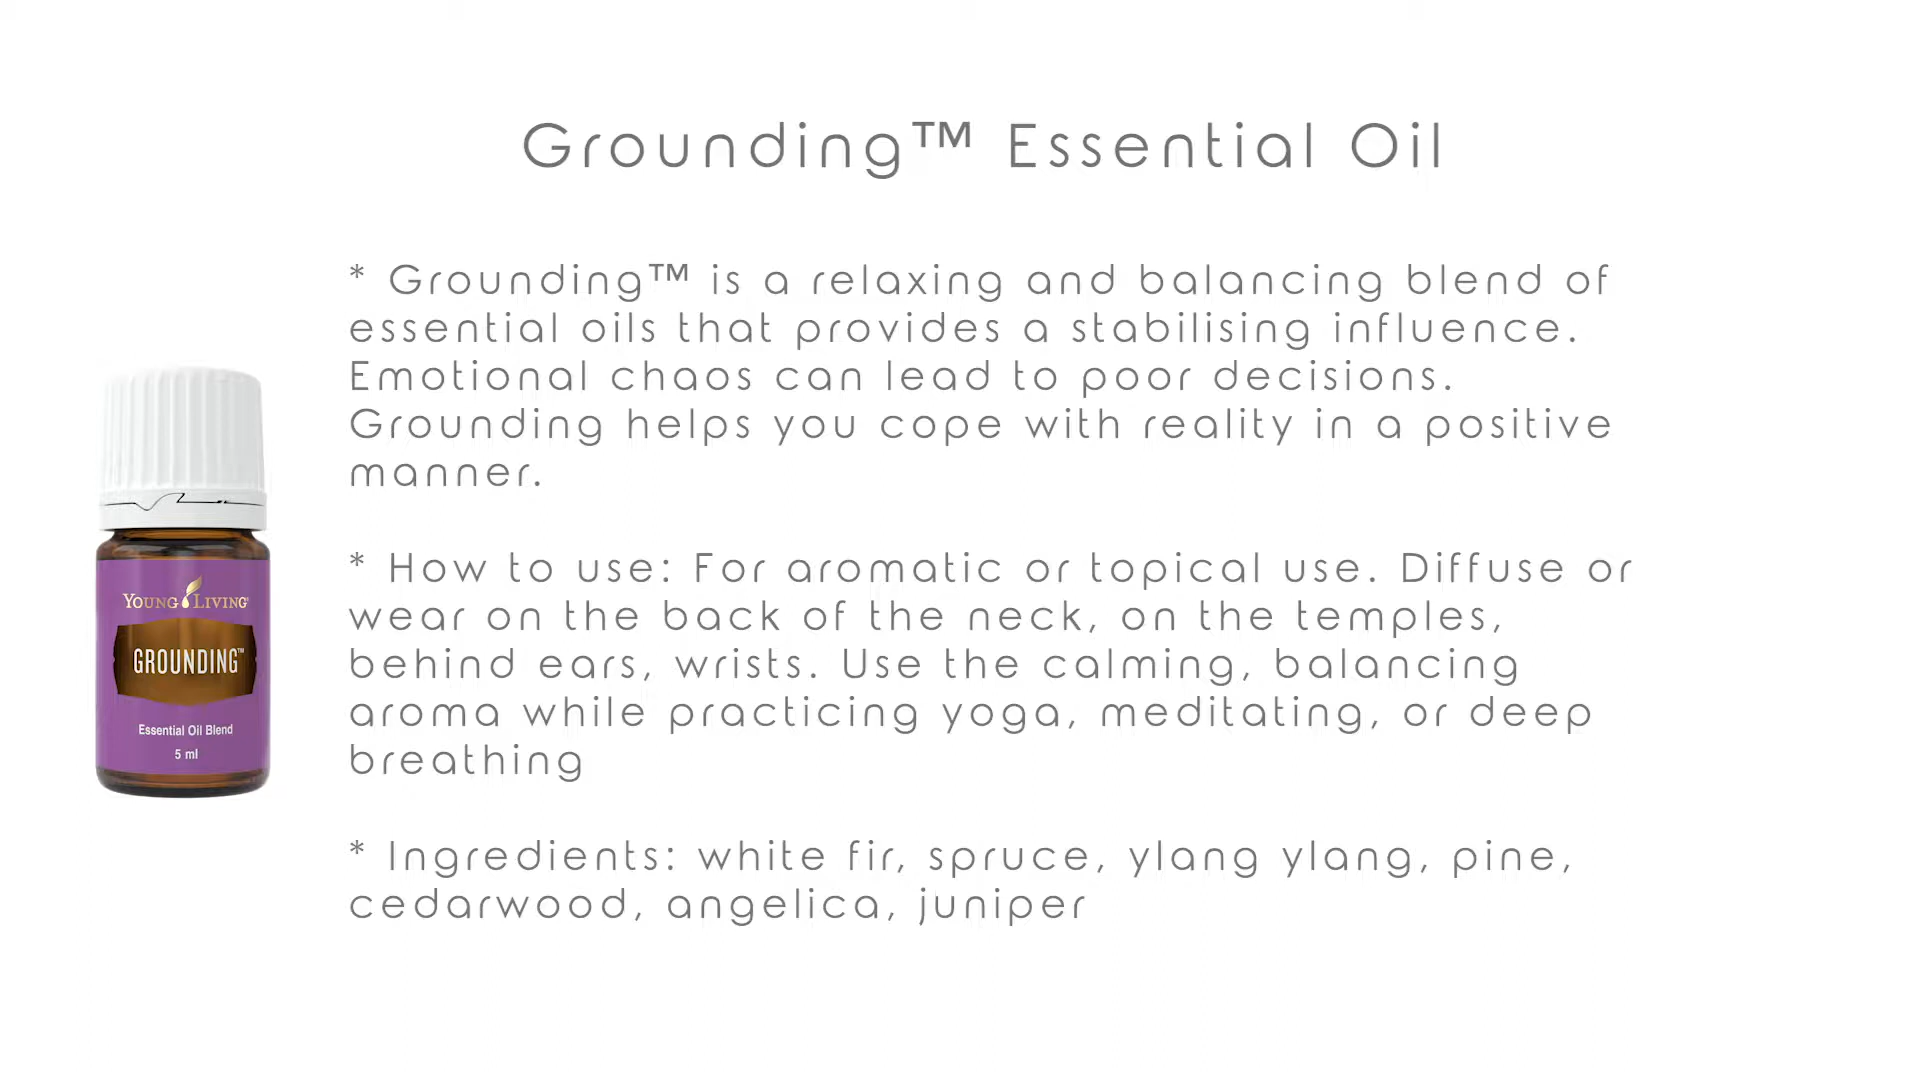 Grounding™ Essential Oil
* Grounding™ is a relaxing and balancing blend of
essential oils that provides a stabilising influence.
Emotional chaos can lead to poor decisions.
Grounding helps you cope with reality in a positive
manner.
* How to use: For aromatic or topical use. Diffuse or
wear on the back of the neck, on the temples,
behind ears, wrists. Use the calming, balancing
aroma while practicing yoga, meditating, or deep
breathing
* Ingredients: white fir, spruce, ylang ylang, pine,
cedarwood, angelica, juniper
YOUNG LIVING®
GROUNDING™
Essential Oil Blend
5 ml